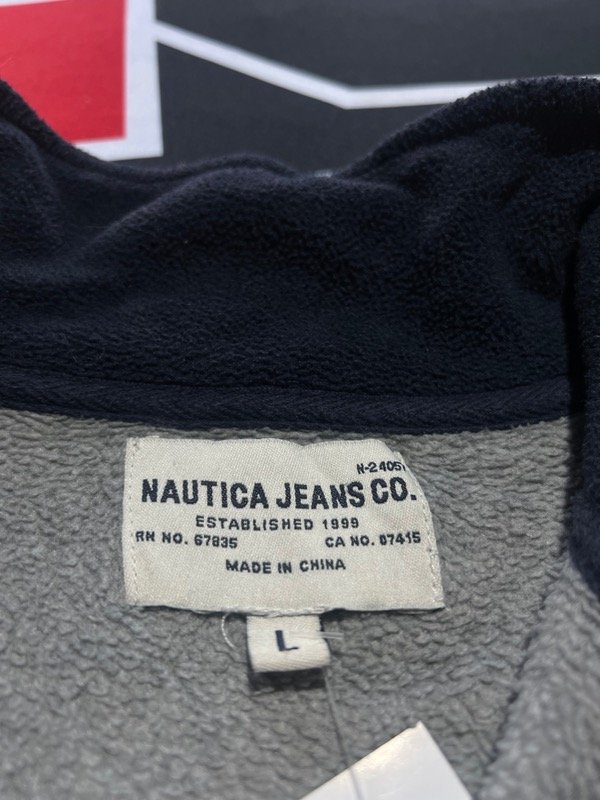 N-24051
NAUTICA JEANS CO.
ESTABLISHED 1999
RN NO. 67835
CA NO. 07415
MADE IN CHINA
L